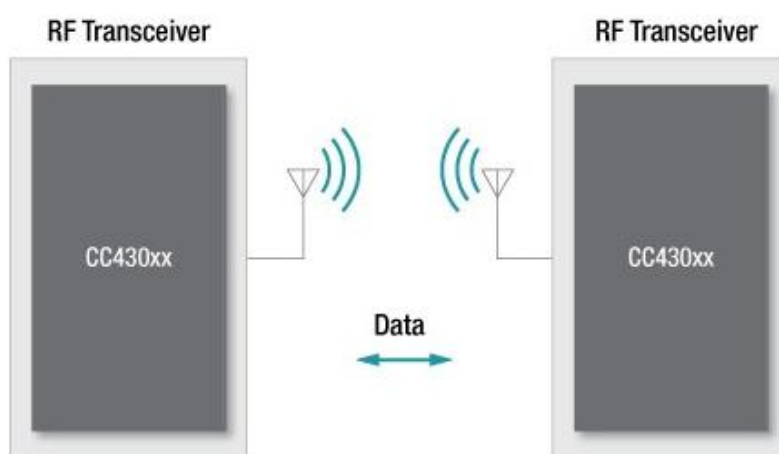 RF Transceiver
RF Transceiver
CC430xx
CC430xx
Data